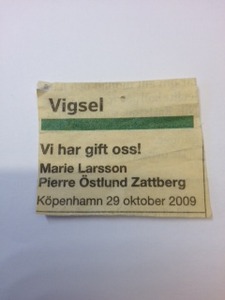 Vigsel
Vi har gift oss!
Marie Larsson
Pierre Östlund Zattberg
Köpenhamn 29 oktober 2009